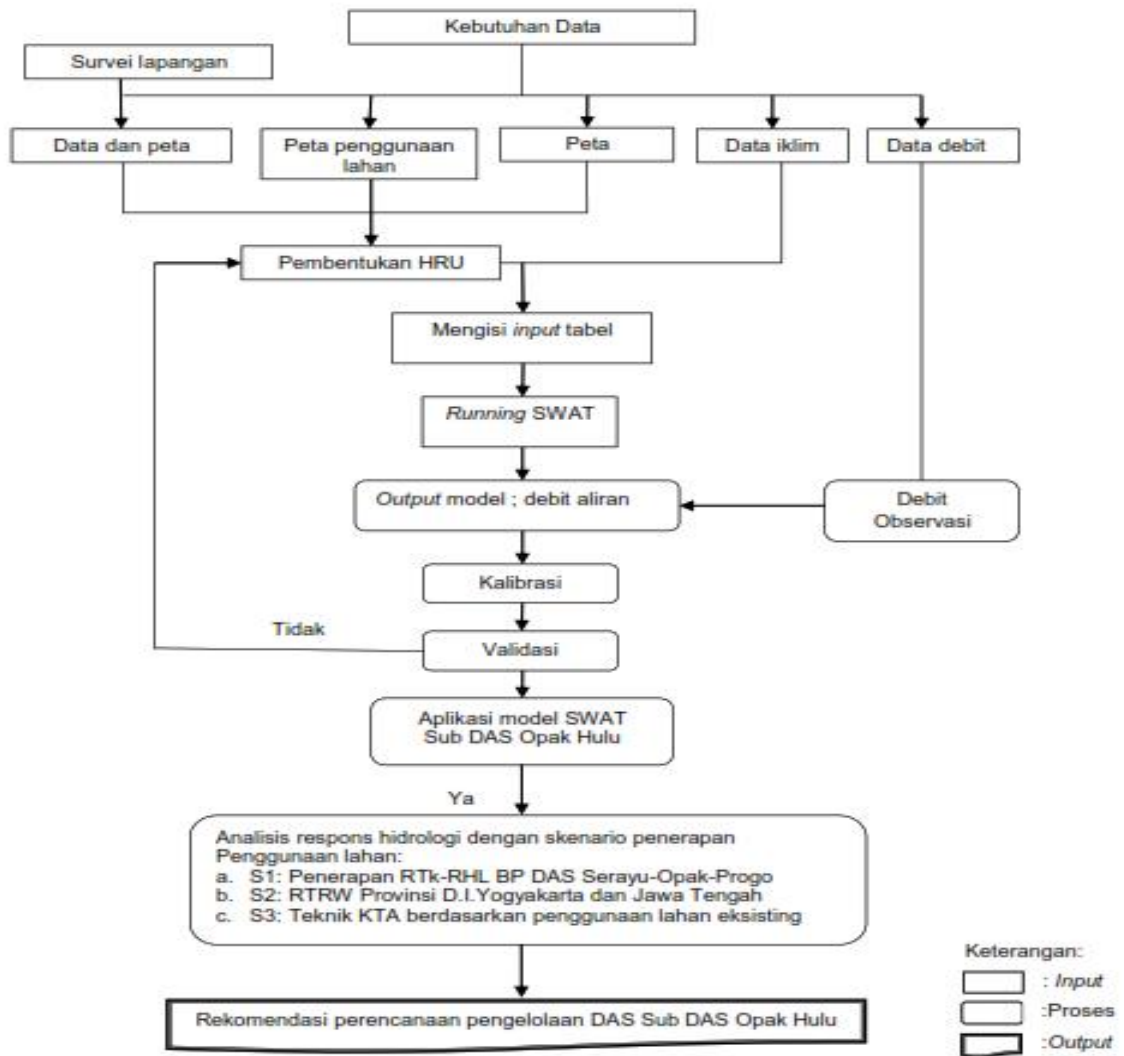 Kebutuhan Data
Survei lapangan
Data dan peta
Peta penggunaan
lahan
Peta
Data iklim
Data debit
Pembentukan HRU
Mengisi input tabel
Running SWAT
Output model ; debit aliran
Debit
Observasi
Kalibrasi
Tidak
Validasi
Aplikasi model SWAT
Sub DAS Opak Hulu
Ya
Analisis respons hidrologi dengan skenario penerapan
Penggunaan lahan:
a. S1: Penerapan RTk-RHL BP DAS Serayu-Opak-Progo
b. S2: RTRW Provinsi D.I.Yogyakarta dan Jawa Tengah
c. S3: Teknik KTA berdasarkan penggunaan lahan eksisting
Rekomendasi perencanaan pengelolaan DAS Sub DAS Opak Hulu
Keterangan:
: Input
:Proses
:Output